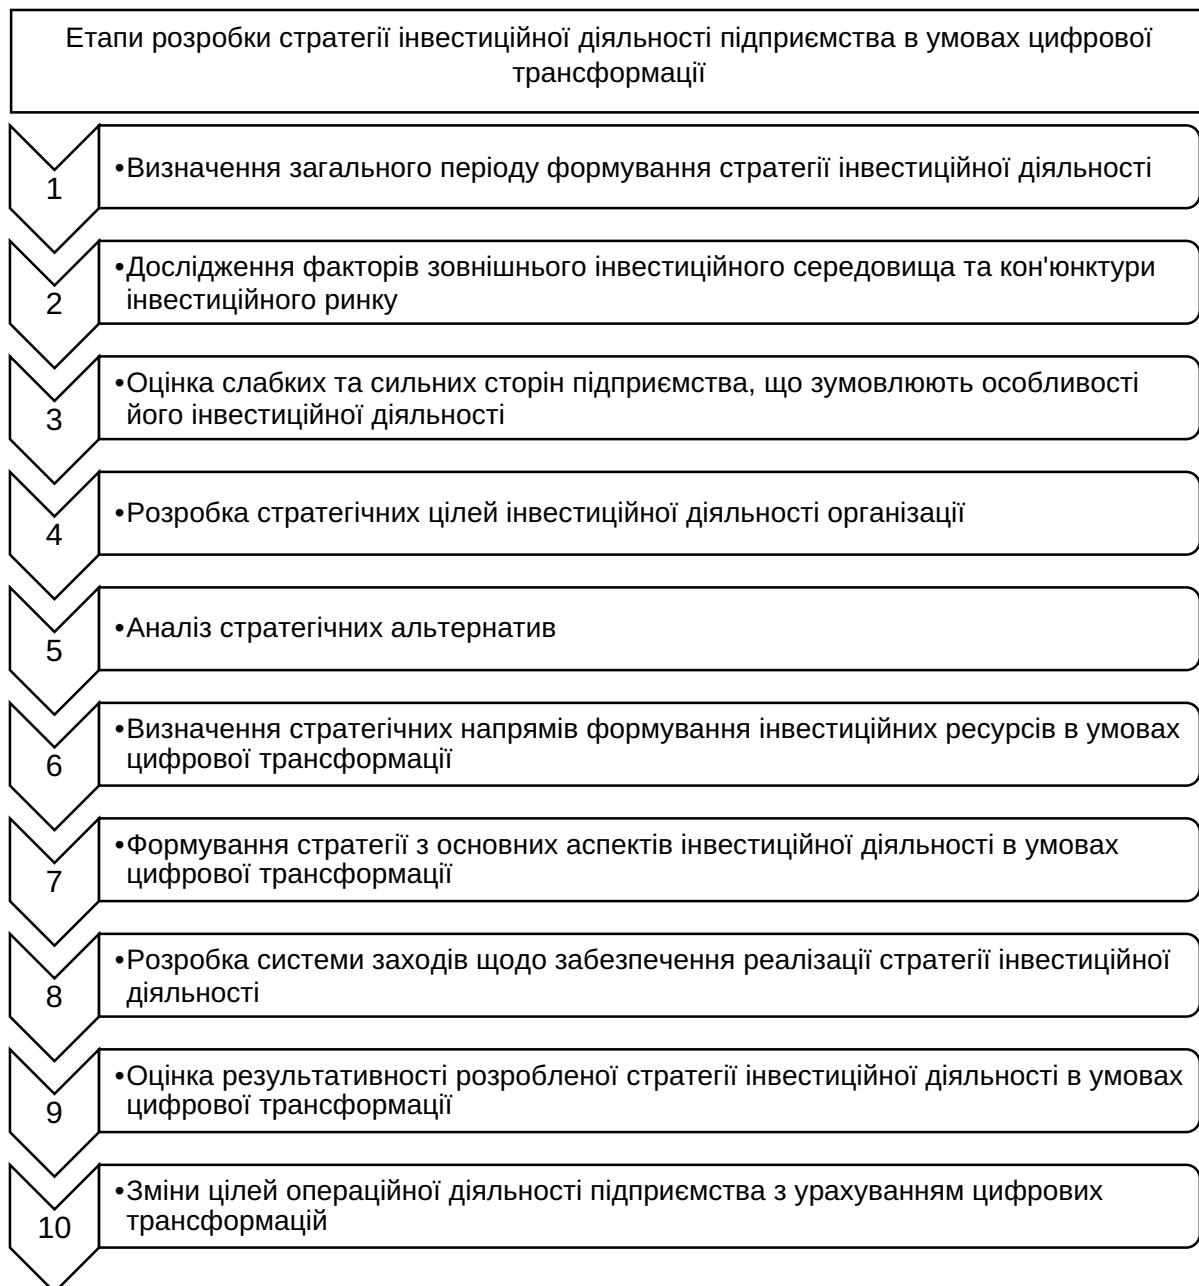 Етапи розробки стратегії інвестиційної діяльності підприємства в умовах цифрової
трансформації
1
•Визначення загального періоду формування стратегії інвестиційної діяльності
2
•Дослідження факторів зовнішнього інвестиційного середовища та кон'юнктури
інвестиційного ринку
3
•Оцінка слабких та сильних сторін підприємства, що зумовлюють особливості
його інвестиційної діяльності
4
•Розробка стратегічних цілей інвестиційної діяльності організації
5
•Аналіз стратегічних альтернатив
6
•Визначення стратегічних напрямів формування інвестиційних ресурсів в умовах
цифрової трансформації
7
•Формування стратегії з основних аспектів інвестиційної діяльності в умовах
цифрової трансформації
8
•Розробка системи заходів щодо забезпечення реалізації стратегії інвестиційної
діяльності
9
•Оцінка результативності розробленої стратегії інвестиційної діяльності в умовах
цифрової трансформації
10
•Зміни цілей операційної діяльності підприємства з урахуванням цифрових
трансформацій